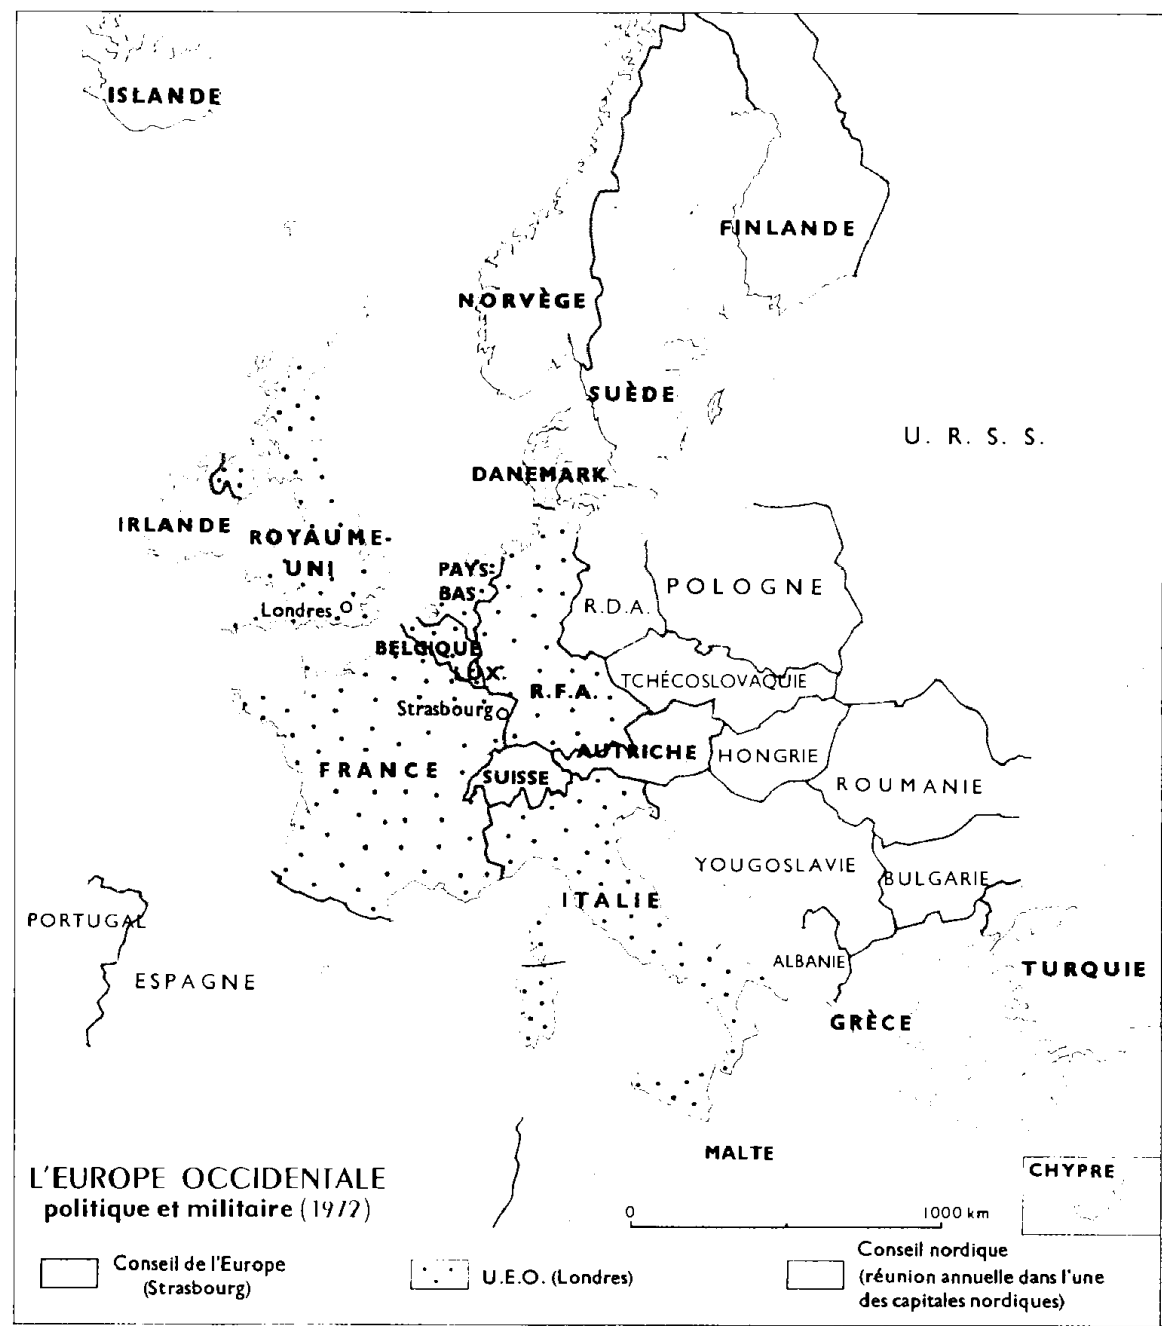 ISLANDE
FINLANDE
NORVÈGE
SUÈDE
U. R. S. S.
DANEMARK
IRLANDE
ROYAUME-
UNI
PAYS-
BAS
POLOGNE
R.D.A.
Londres
BELGIQUE
LUX.
TCHÉCOSLOVAQUIE
R.F.A.
Strasbourg
AUTRICHE
HONGRIE
FRANCE
SUISSE
ROUMANIE
YOUGOSLAVIE
BULGARIE
ITALIE
PORTUGAL
ESPAGNE
ALBANIE
TURQUIE
GRÈCE
MALTE
CHYPRE
L'EUROPE OCCIDENTALE
politique et militaire (1972)
0 1000 km
Conseil de l'Europe
(Strasbourg)
U.E.O. (Londres)
Conseil nordique
(réunion annuelle dans l'une
des capitales nordiques)